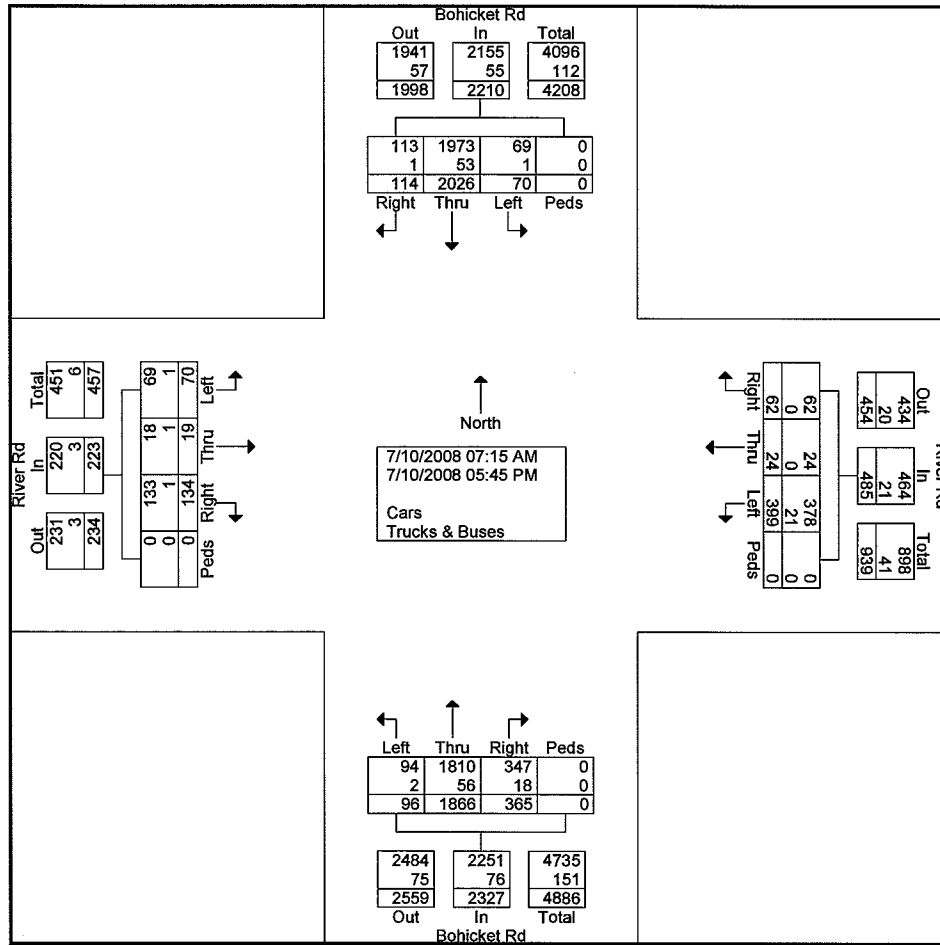 Bohicket Rd
Out In Total
1941 2155 4096
57 55 112
1998 2210 4208
113 1973 69 0
1 53 1 0
114 2026 70 0
Right Thru Left Peds
River Rd
Total In Out
451 220 231
6 3 3
457 223 234
69 18 133 0
1 1 1 0
70 19 134 0
Left Thru Right Peds
North
7/10/2008 07:15 AM
7/10/2008 05:45 PM
Cars
Trucks & Buses
Right Thru Left Peds
62 24 399 0
0 0 21 0
62 24 378 0
Out In Total
434 464 898
20 21 41
454 485 939
River Rd
Left Thru Right Peds
94 1810 347 0
2 56 18 0
96 1866 365 0
2484 2251 4735
75 76 151
2559 2327 4886
Out In Total
Bohicket Rd